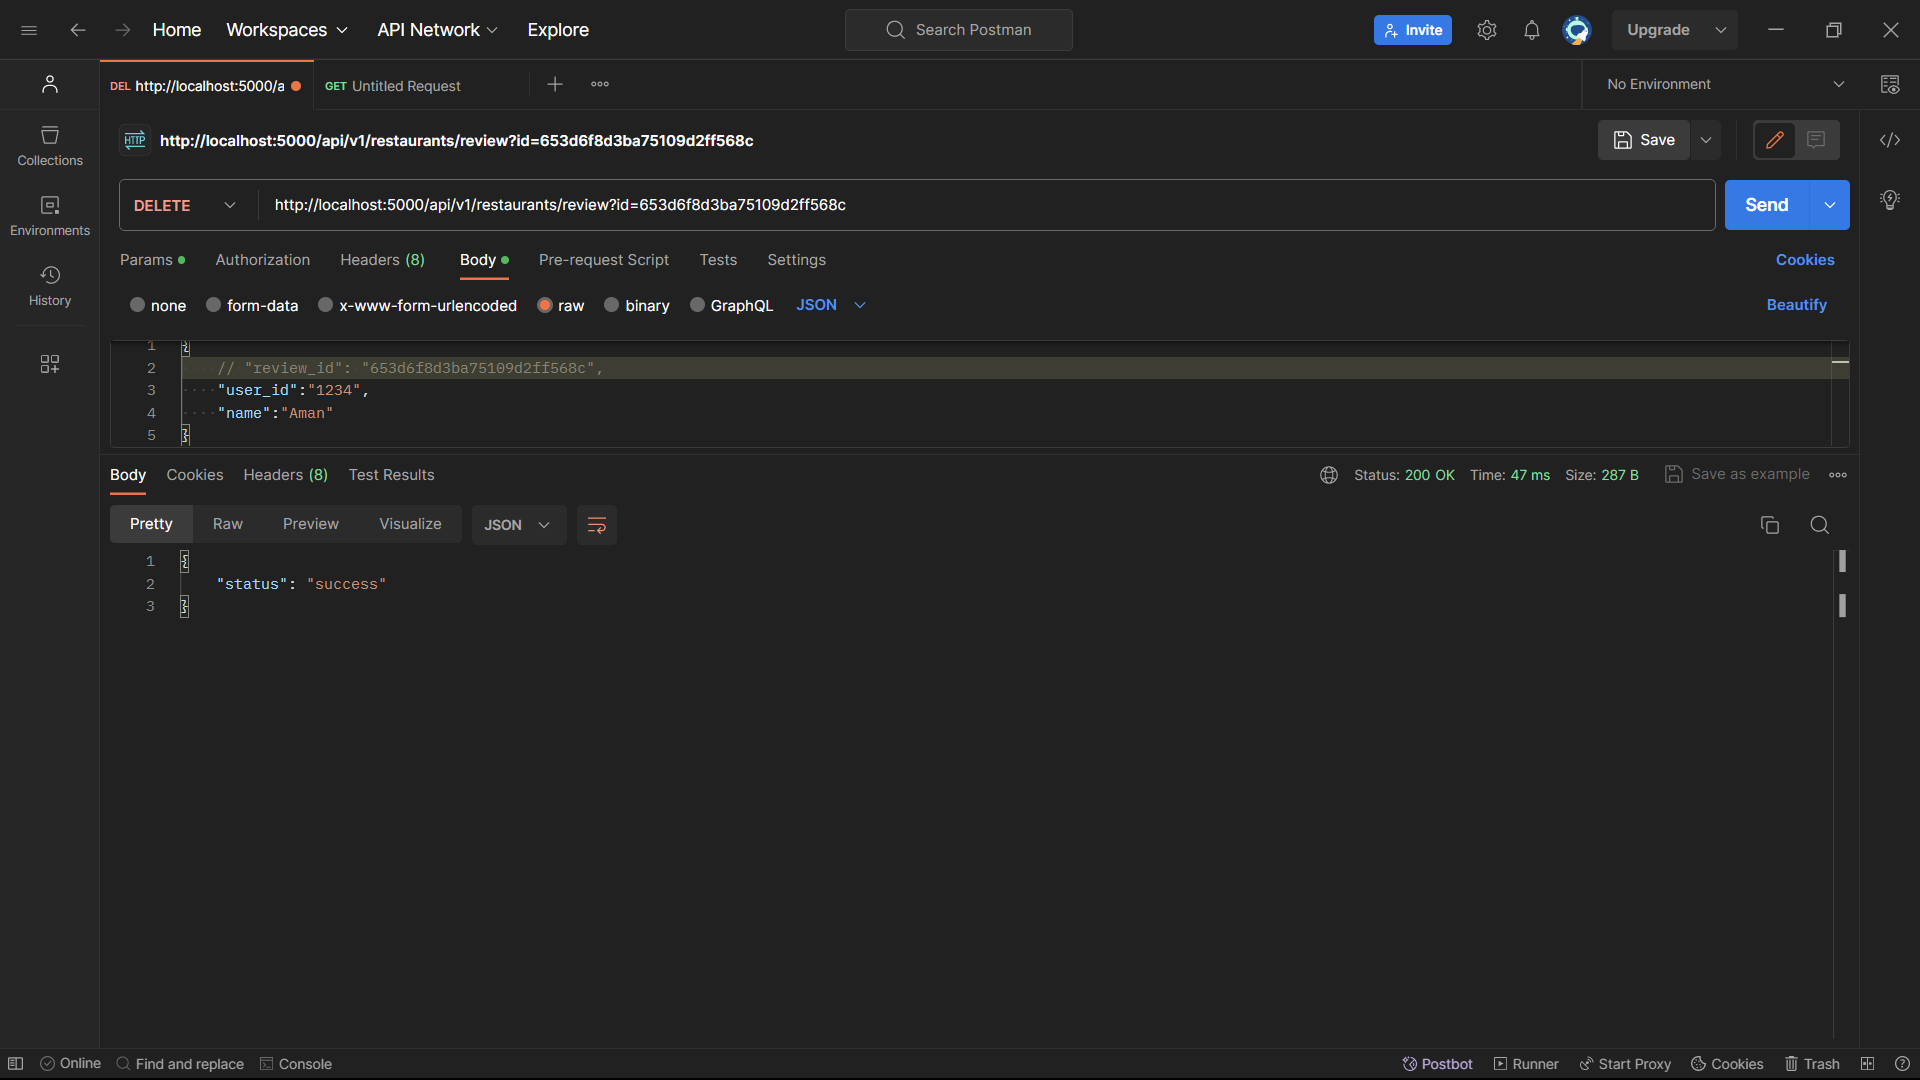 Home Workspaces API Network Explore Search Postman Invite Upgrade
DEL http://localhost:5000/a GET Untitled Request No Environment
HTTP http://localhost:5000/api/v1/restaurants/review?id=653d6f8d3ba75109d2ff568c Save
Collections
DELETE http://localhost:5000/api/v1/restaurants/review?id=653d6f8d3ba75109d2ff568c Send
Environments
Params Authorization Headers (8) Body Pre-request Script Tests Settings Cookies
History
none form-data x-www-form-urlencoded raw binary GraphQL JSON Beautify
1 {
2 // "review_id": "653d6f8d3ba75109d2ff568c",
3 "user_id":"1234",
4 "name":"Aman"
5 }
Body Cookies Headers (8) Test Results Status: 200 OK Time: 47 ms Size: 287 B Save as example
Pretty Raw Preview Visualize JSON
1 {
2 "status": "success"
3 }
Online Find and replace Console Postbot Runner Start Proxy Cookies Trash